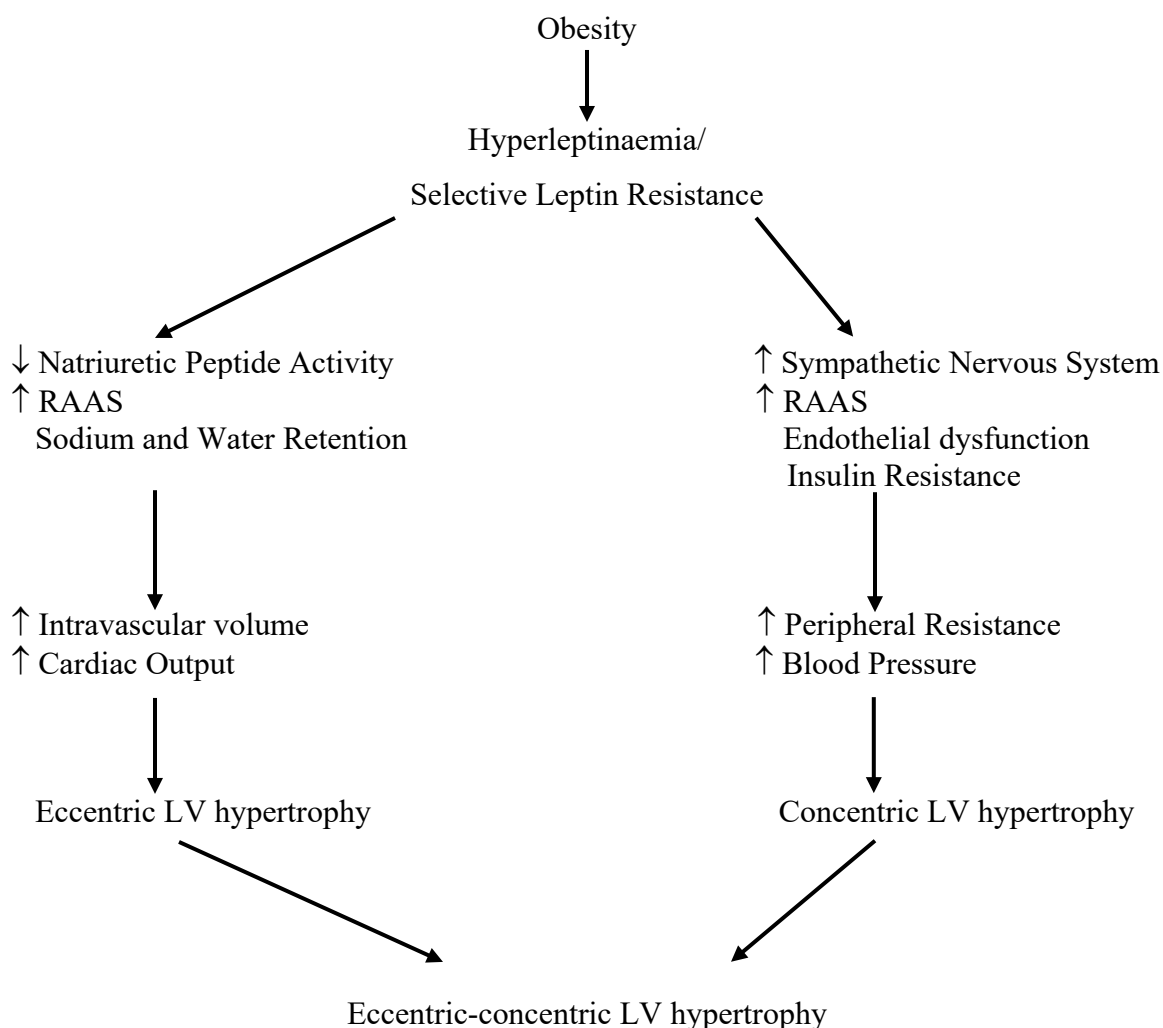 Obesity
Hyperleptinaemia/
Selective Leptin Resistance
↓ Natriuretic Peptide Activity
↑ RAAS
Sodium and Water Retention
↑ Sympathetic Nervous System
↑ RAAS
Endothelial dysfunction
Insulin Resistance
↑ Intravascular volume
↑ Cardiac Output
↑ Peripheral Resistance
↑ Blood Pressure
Eccentric LV hypertrophy
Concentric LV hypertrophy
Eccentric-concentric LV hypertrophy